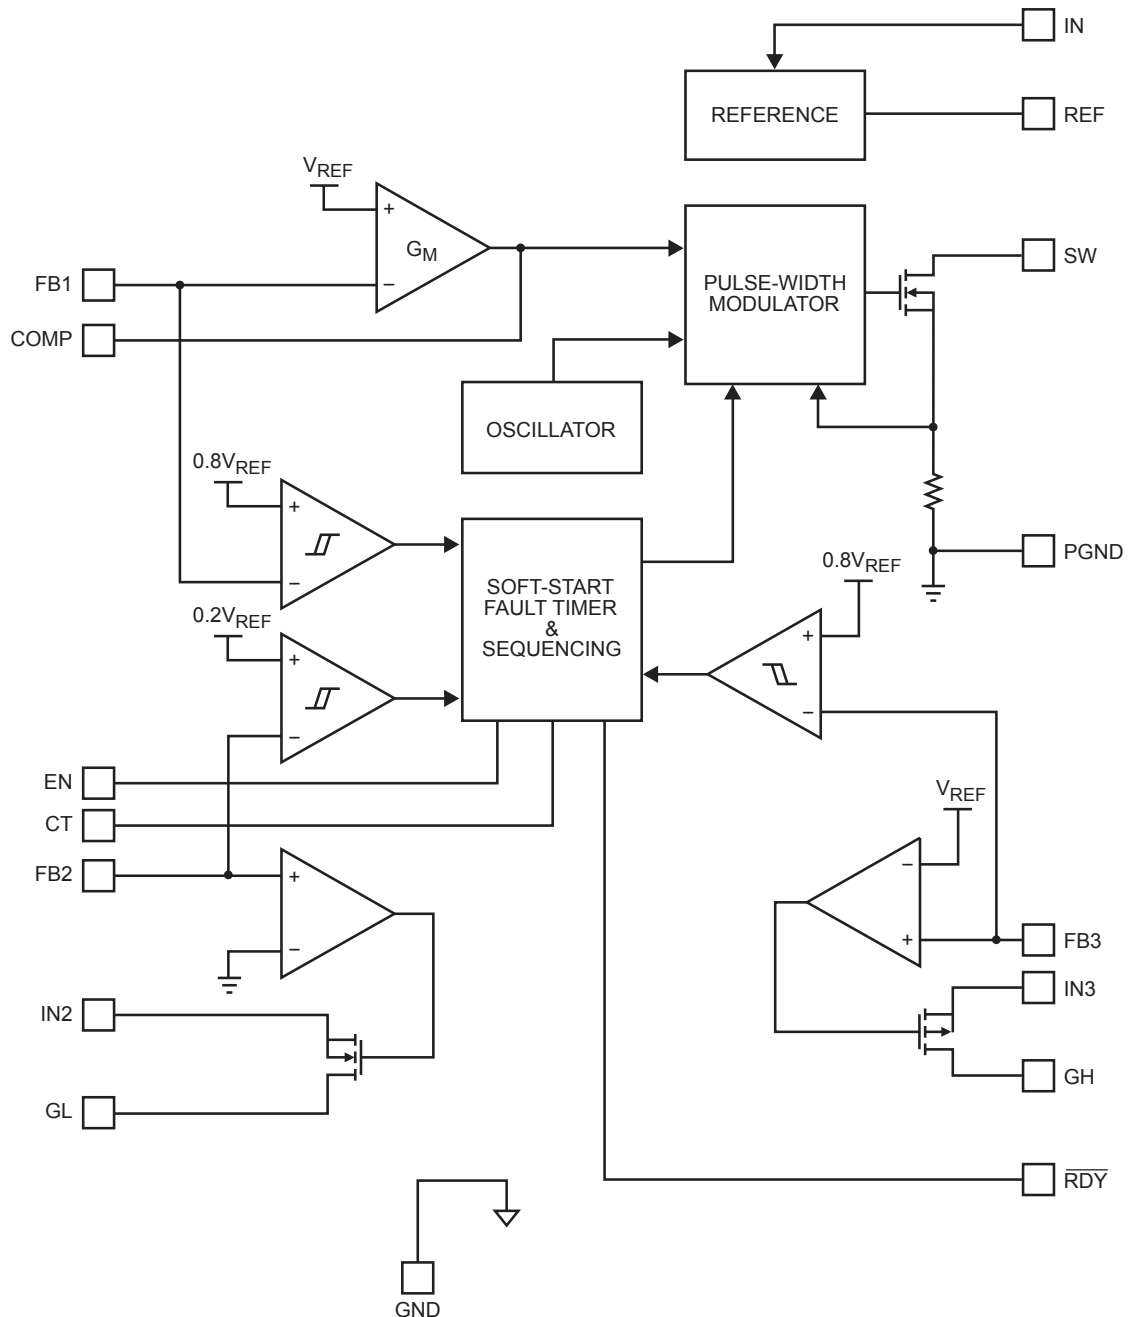 IN
REFERENCE
REF
VREF
+
GM
−
FB1
COMP
PULSE-WIDTH
MODULATOR
SW
OSCILLATOR
0.8VREF
+
−
SOFT-START
FAULT TIMER
&
SEQUENCING
PGND
0.8VREF
+
−
0.2VREF
+
−
EN
CT
FB2
+
−
VREF
−
+
FB3
IN2
IN3
GL
GH
RDY
GND